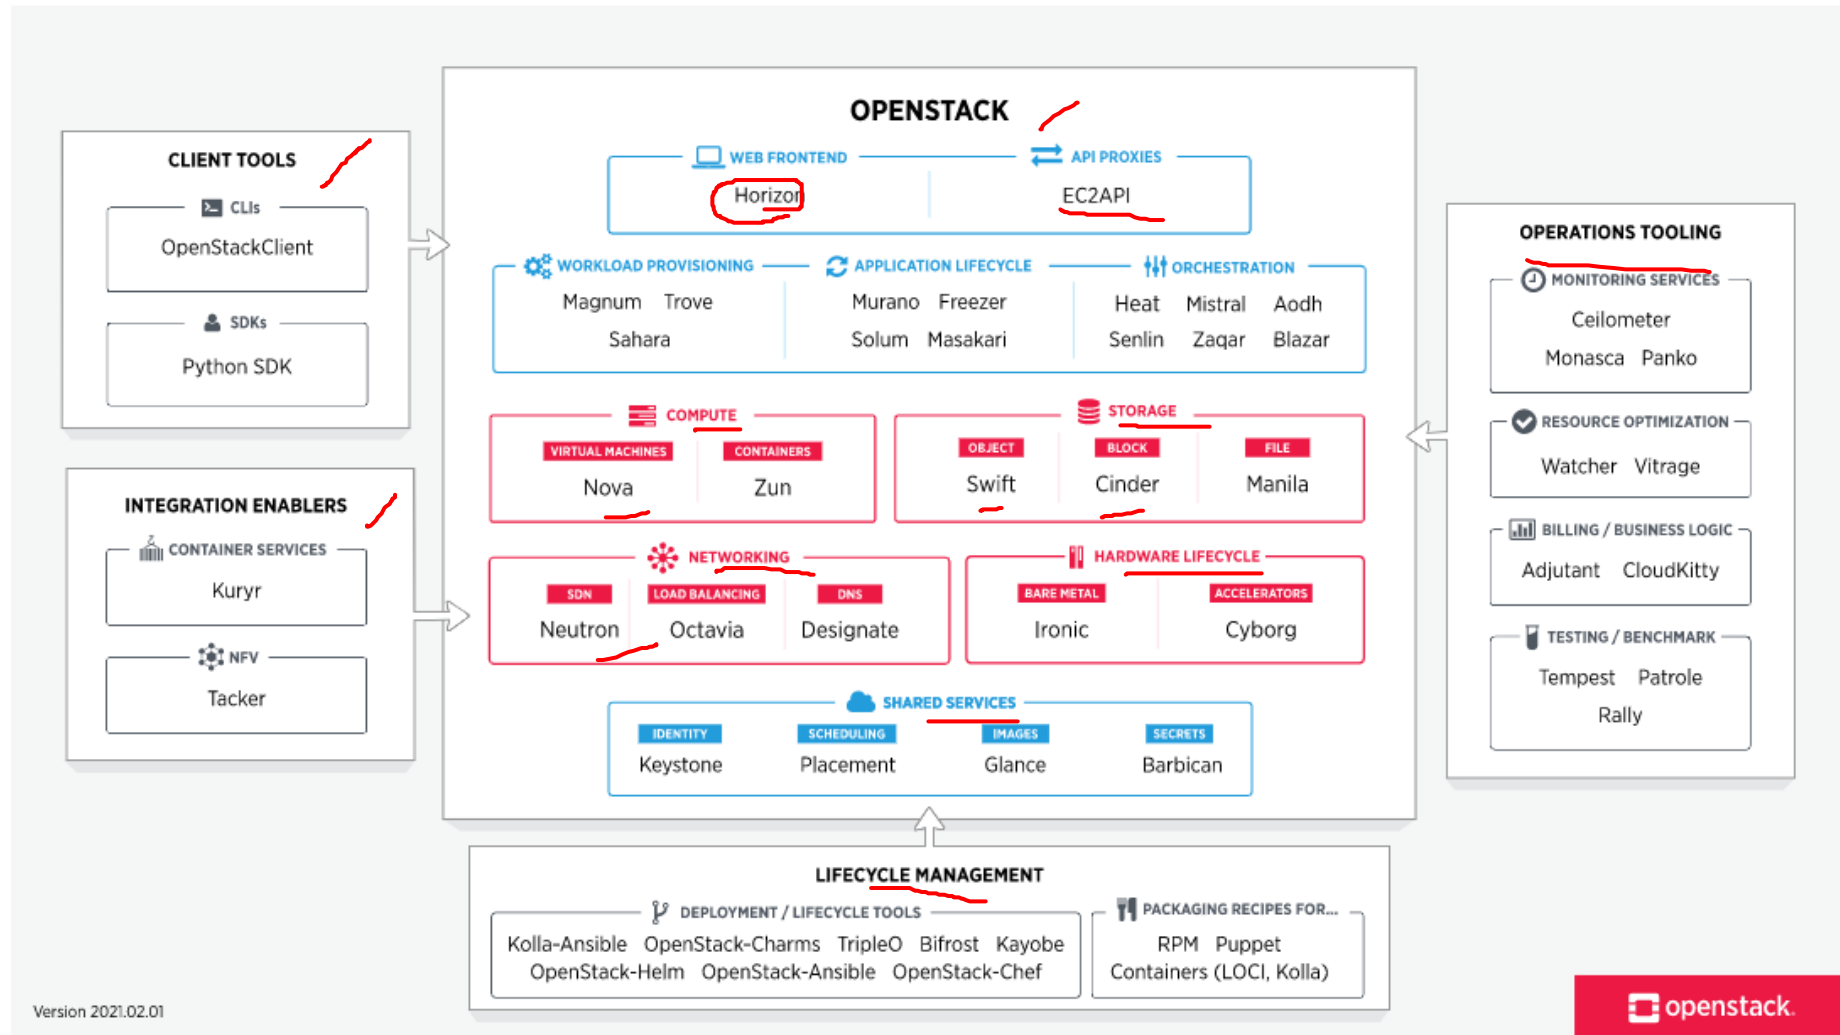 OPENSTACK
WEB FRONTEND
Horizon
API PROXIES
EC2API
WORKLOAD PROVISIONING
Magnum Trove
Sahara
APPLICATION LIFECYCLE
Murano Freezer
Solum Masakari
ORCHESTRATION
Heat Mistral Aodh
Senlin Zaqar Blazar
COMPUTE
VIRTUAL MACHINES
Nova
CONTAINERS
Zun
STORAGE
OBJECT
Swift
BLOCK
Cinder
FILE
Manila
NETWORKING
SDN
Neutron
LOAD BALANCING
Octavia
DNS
Designate
HARDWARE LIFECYCLE
BARE METAL
Ironic
ACCELERATORS
Cyborg
SHARED SERVICES
IDENTITY
Keystone
SCHEDULING
Placement
IMAGES
Glance
SECRETS
Barbican
CLIENT TOOLS
CLIs
OpenStackClient
SDKs
Python SDK
INTEGRATION ENABLERS
CONTAINER SERVICES
Kuryr
NFV
Tacker
OPERATIONS TOOLING
MONITORING SERVICES
Ceilometer
Monasca Panko
RESOURCE OPTIMIZATION
Watcher Vitrage
BILLING / BUSINESS LOGIC
Adjutant CloudKitty
TESTING / BENCHMARK
Tempest Patrole
Rally
LIFECYCLE MANAGEMENT
DEPLOYMENT / LIFECYCLE TOOLS
Kolla-Ansible OpenStack-Charms TripleO Bifrost Kayobe
OpenStack-Helm OpenStack-Ansible OpenStack-Chef
PACKAGING RECIPES FOR...
RPM Puppet
Containers (LOCI, Kolla)
Version 2021.02.01
openstack.